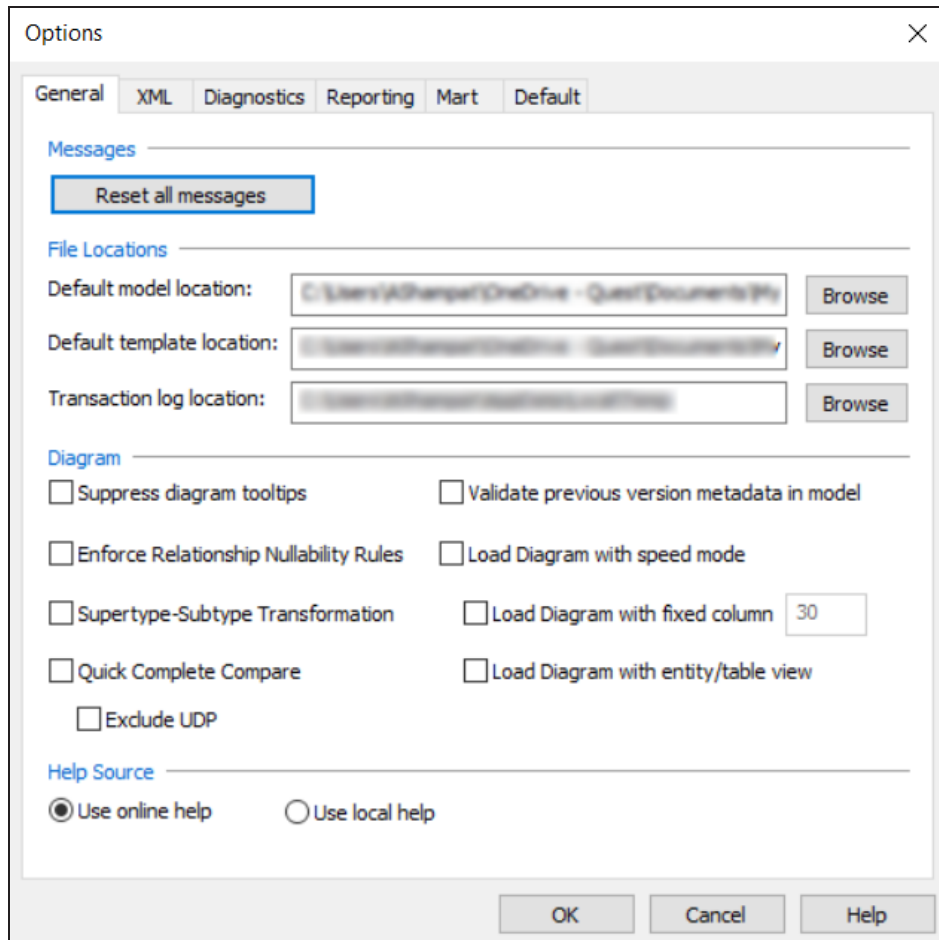 Options
General XML Diagnostics Reporting Mart Default
Messages
Reset all messages
File Locations
Default model location: Browse
Default template location: Browse
Transaction log location: Browse
Diagram
Suppress diagram tooltips Validate previous version metadata in model
Enforce Relationship Nullability Rules Load Diagram with speed mode
Supertype-Subtype Transformation Load Diagram with fixed column 30
Quick Complete Compare Load Diagram with entity/table view
Exclude UDP
Help Source
Use online help Use local help
OK Cancel Help